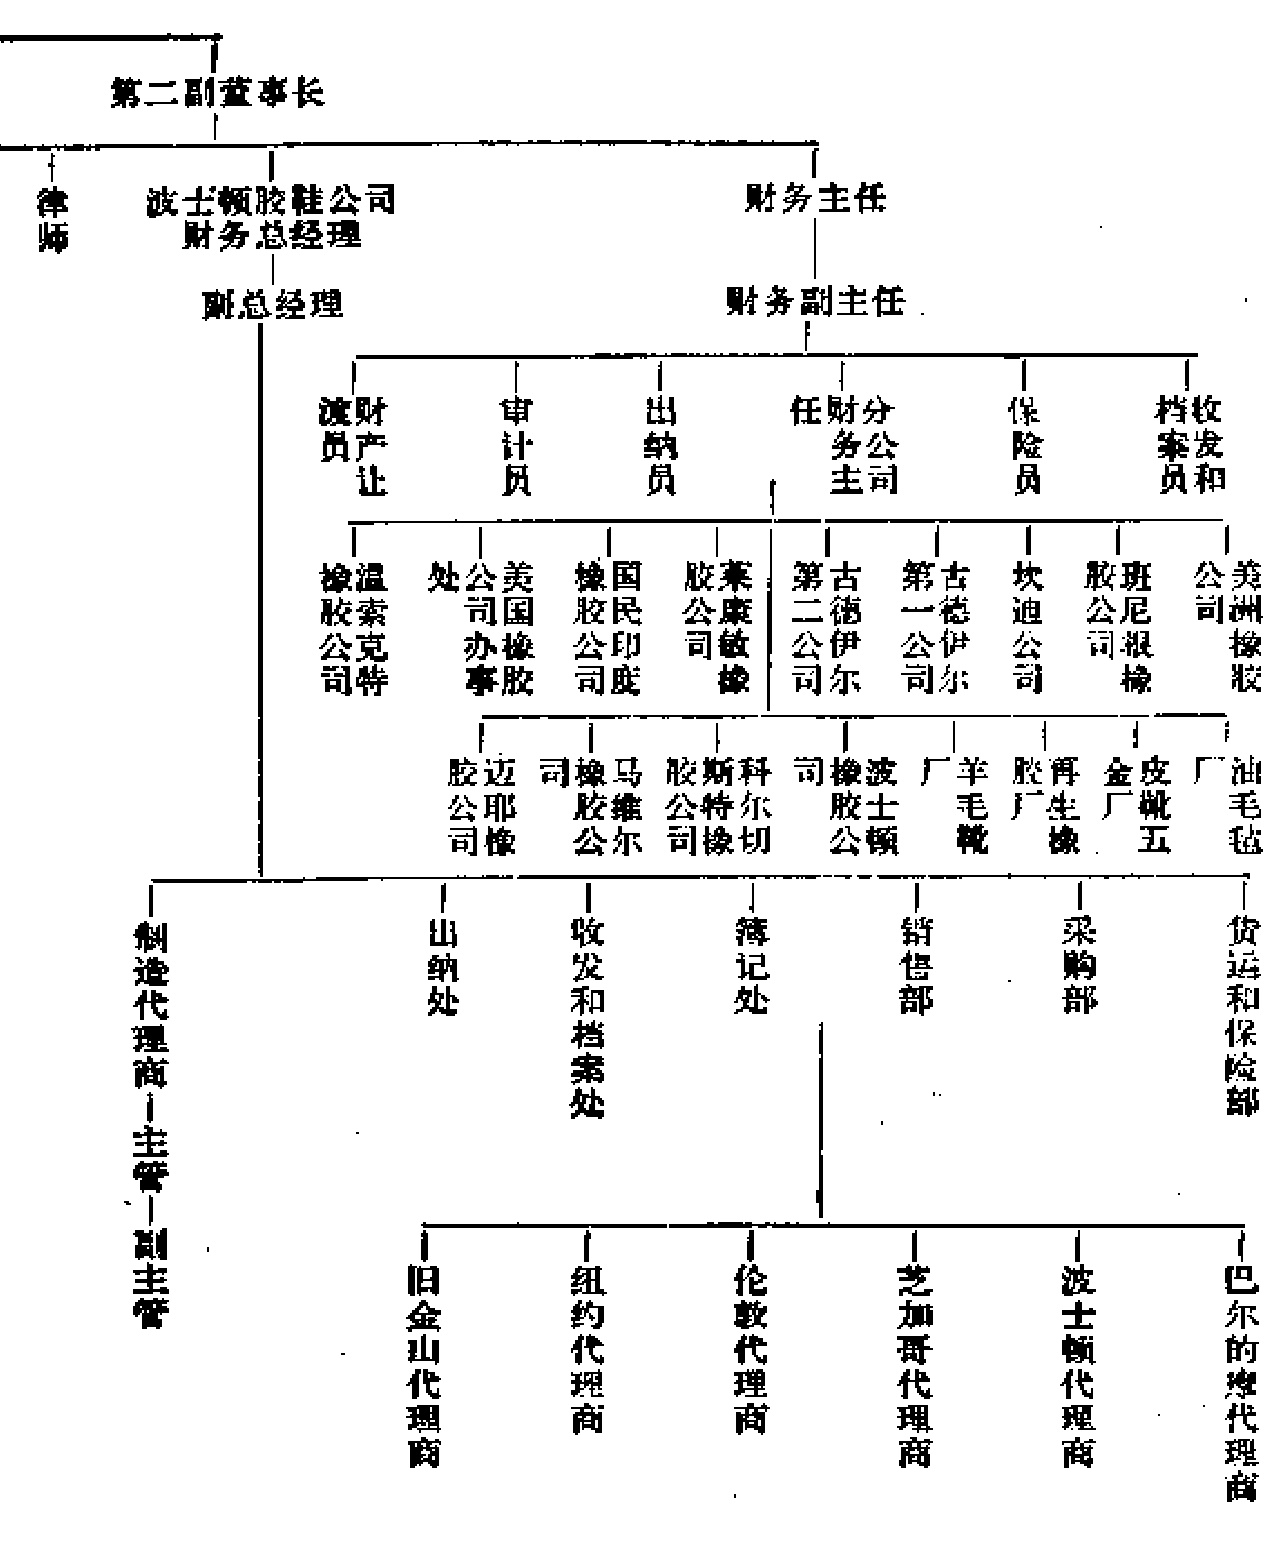 第二副董事长
律师
波士顿胶鞋公司
财务总经理
财务主任
副总经理
财务副主任
财产让渡员
审计员
出纳员
分公司财务主任
保险员
收发和档案员
温索克特橡胶公司
美国橡胶公司办事处
国民印度橡胶公司
莱康敏橡胶公司
古德伊尔第二公司
古德伊尔第一公司
坎迪公司
班尼根橡胶公司
美洲橡胶公司
迈耶橡胶公司
马维尔橡胶公司
科尔切斯特橡胶公司
波士顿橡胶公司
羊毛靴厂
再生橡胶厂
皮靴五金厂
油毛毡厂
制造代理商—主管—副主管
出纳处
收发和档案处
簿记处
销售部
采购部
货运和保险部
旧金山代理商
纽约代理商
伦敦代理商
芝加哥代理商
波士顿代理商
巴尔的摩代理商